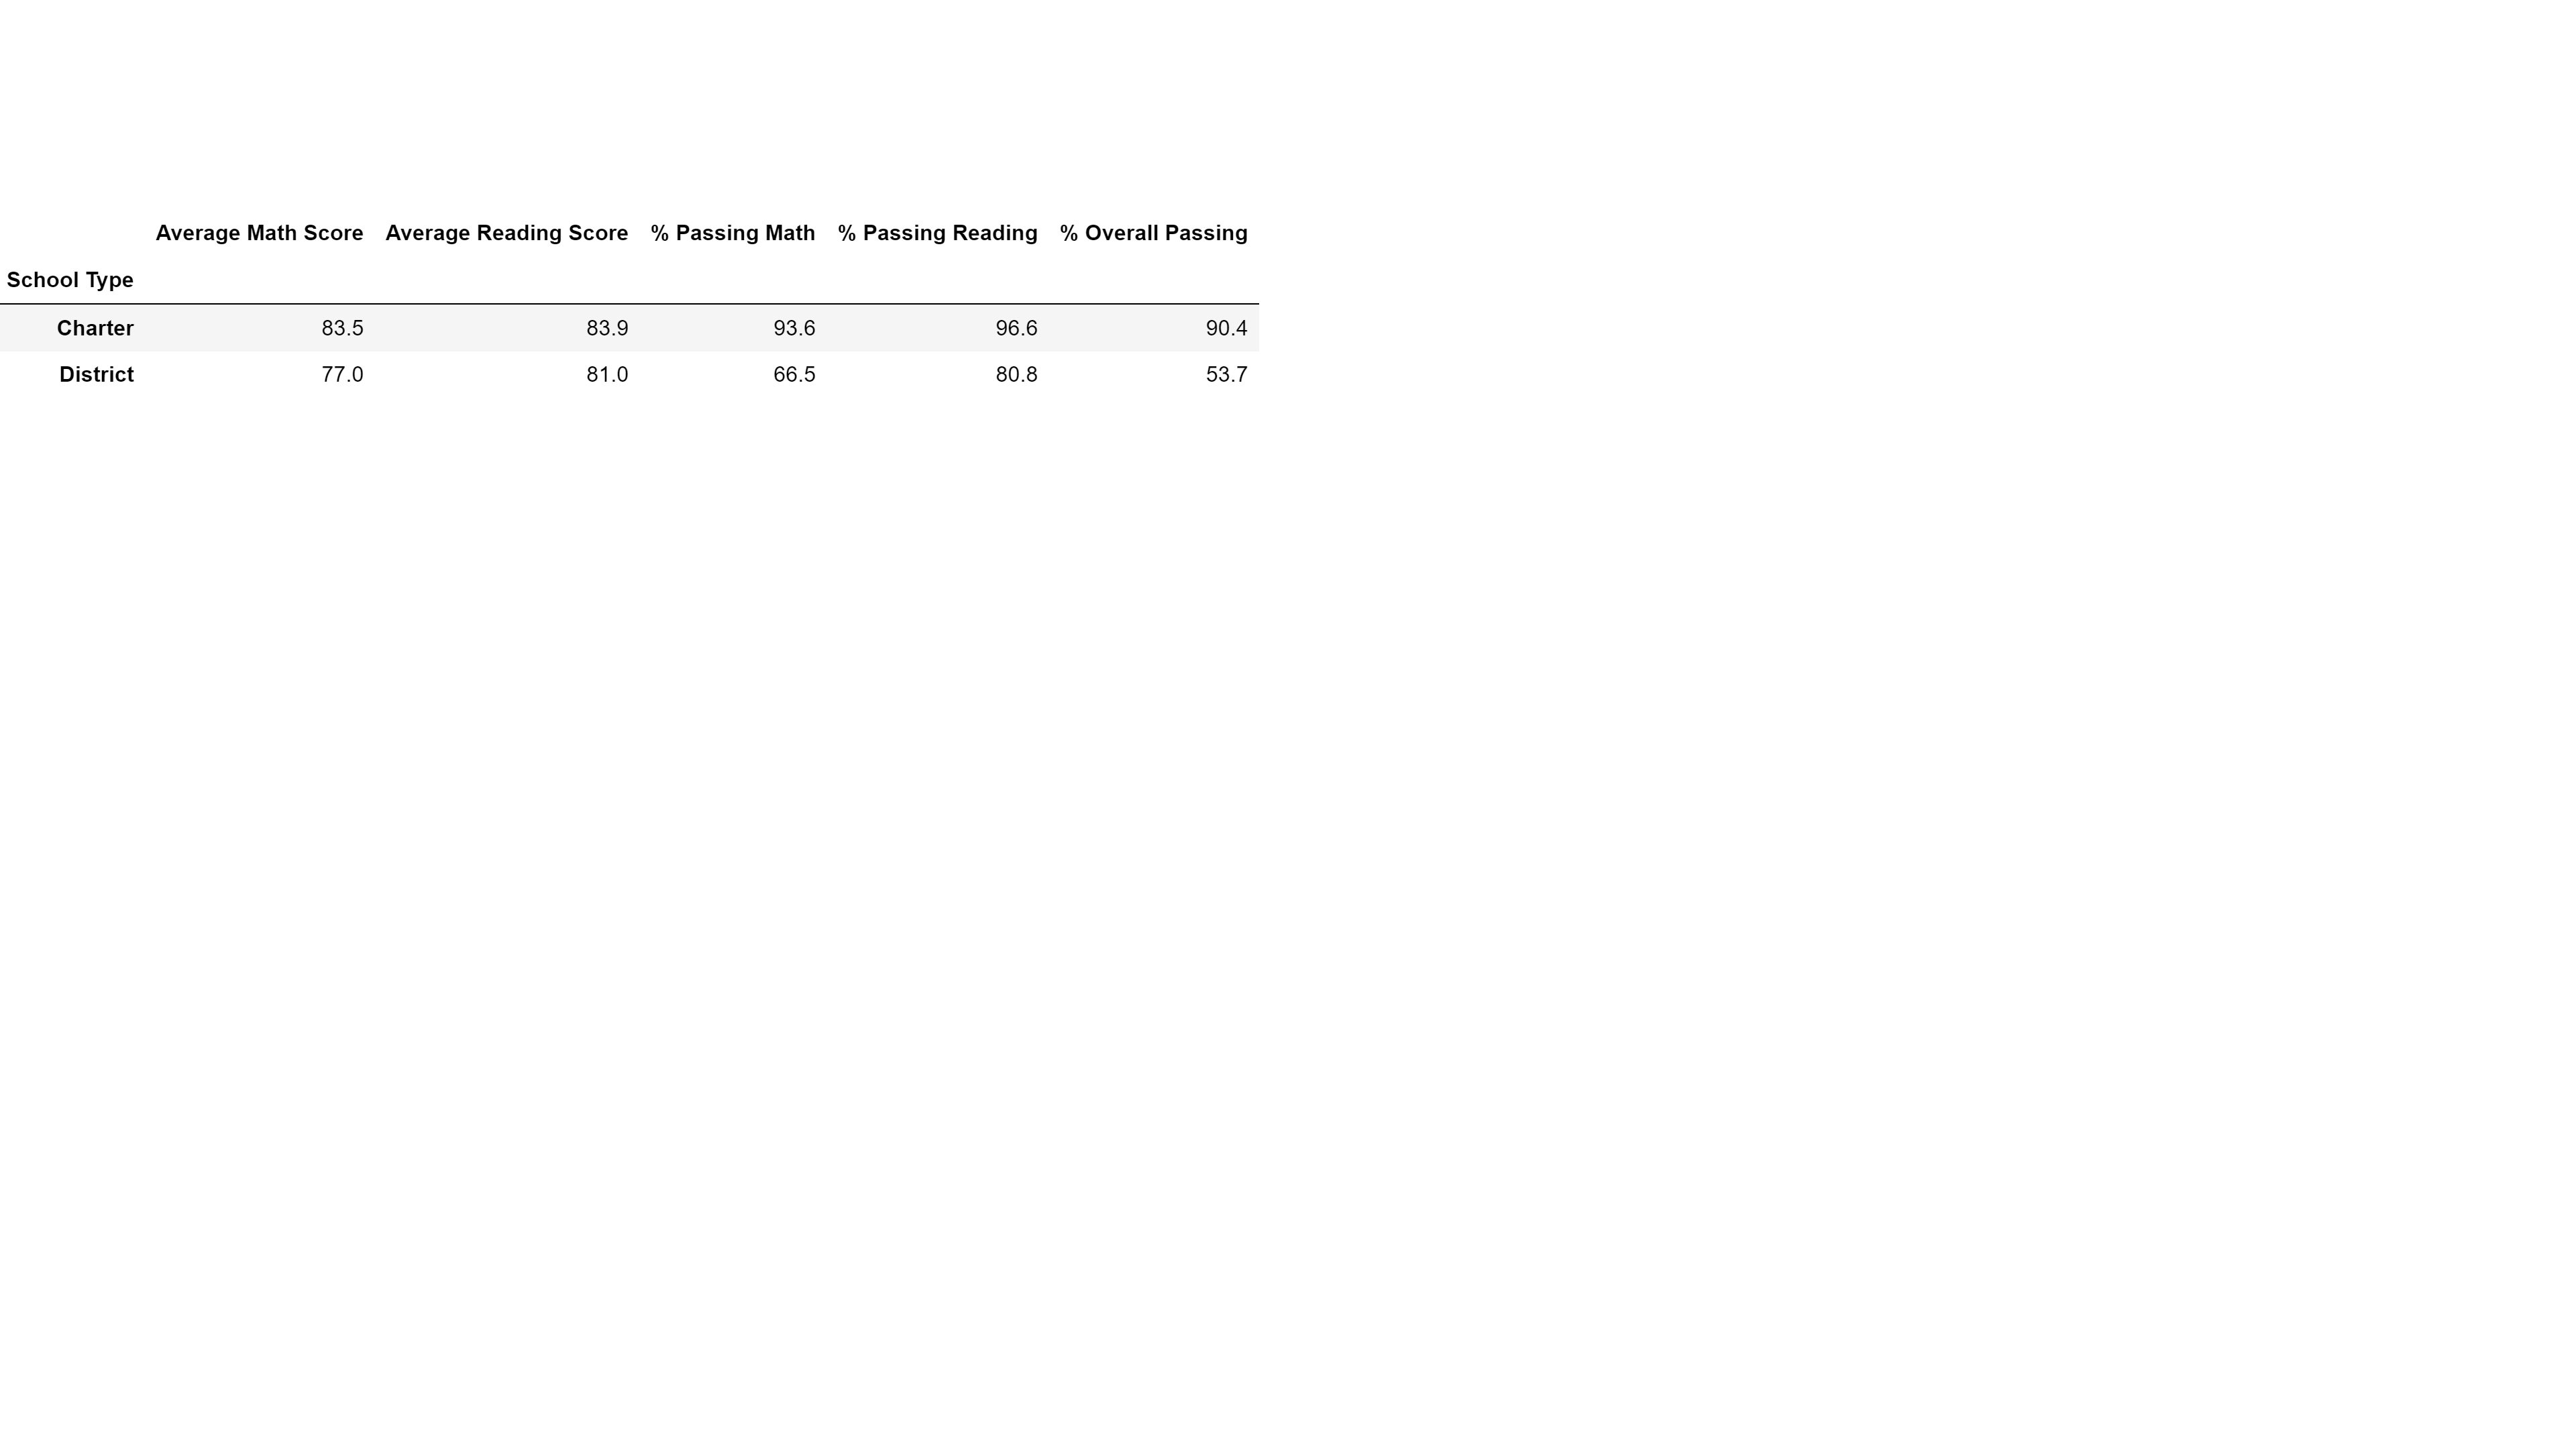 Average Math Score Average Reading Score % Passing Math % Passing Reading % Overall Passing
School Type
Charter 83.5 83.9 93.6 96.6 90.4
District 77.0 81.0 66.5 80.8 53.7